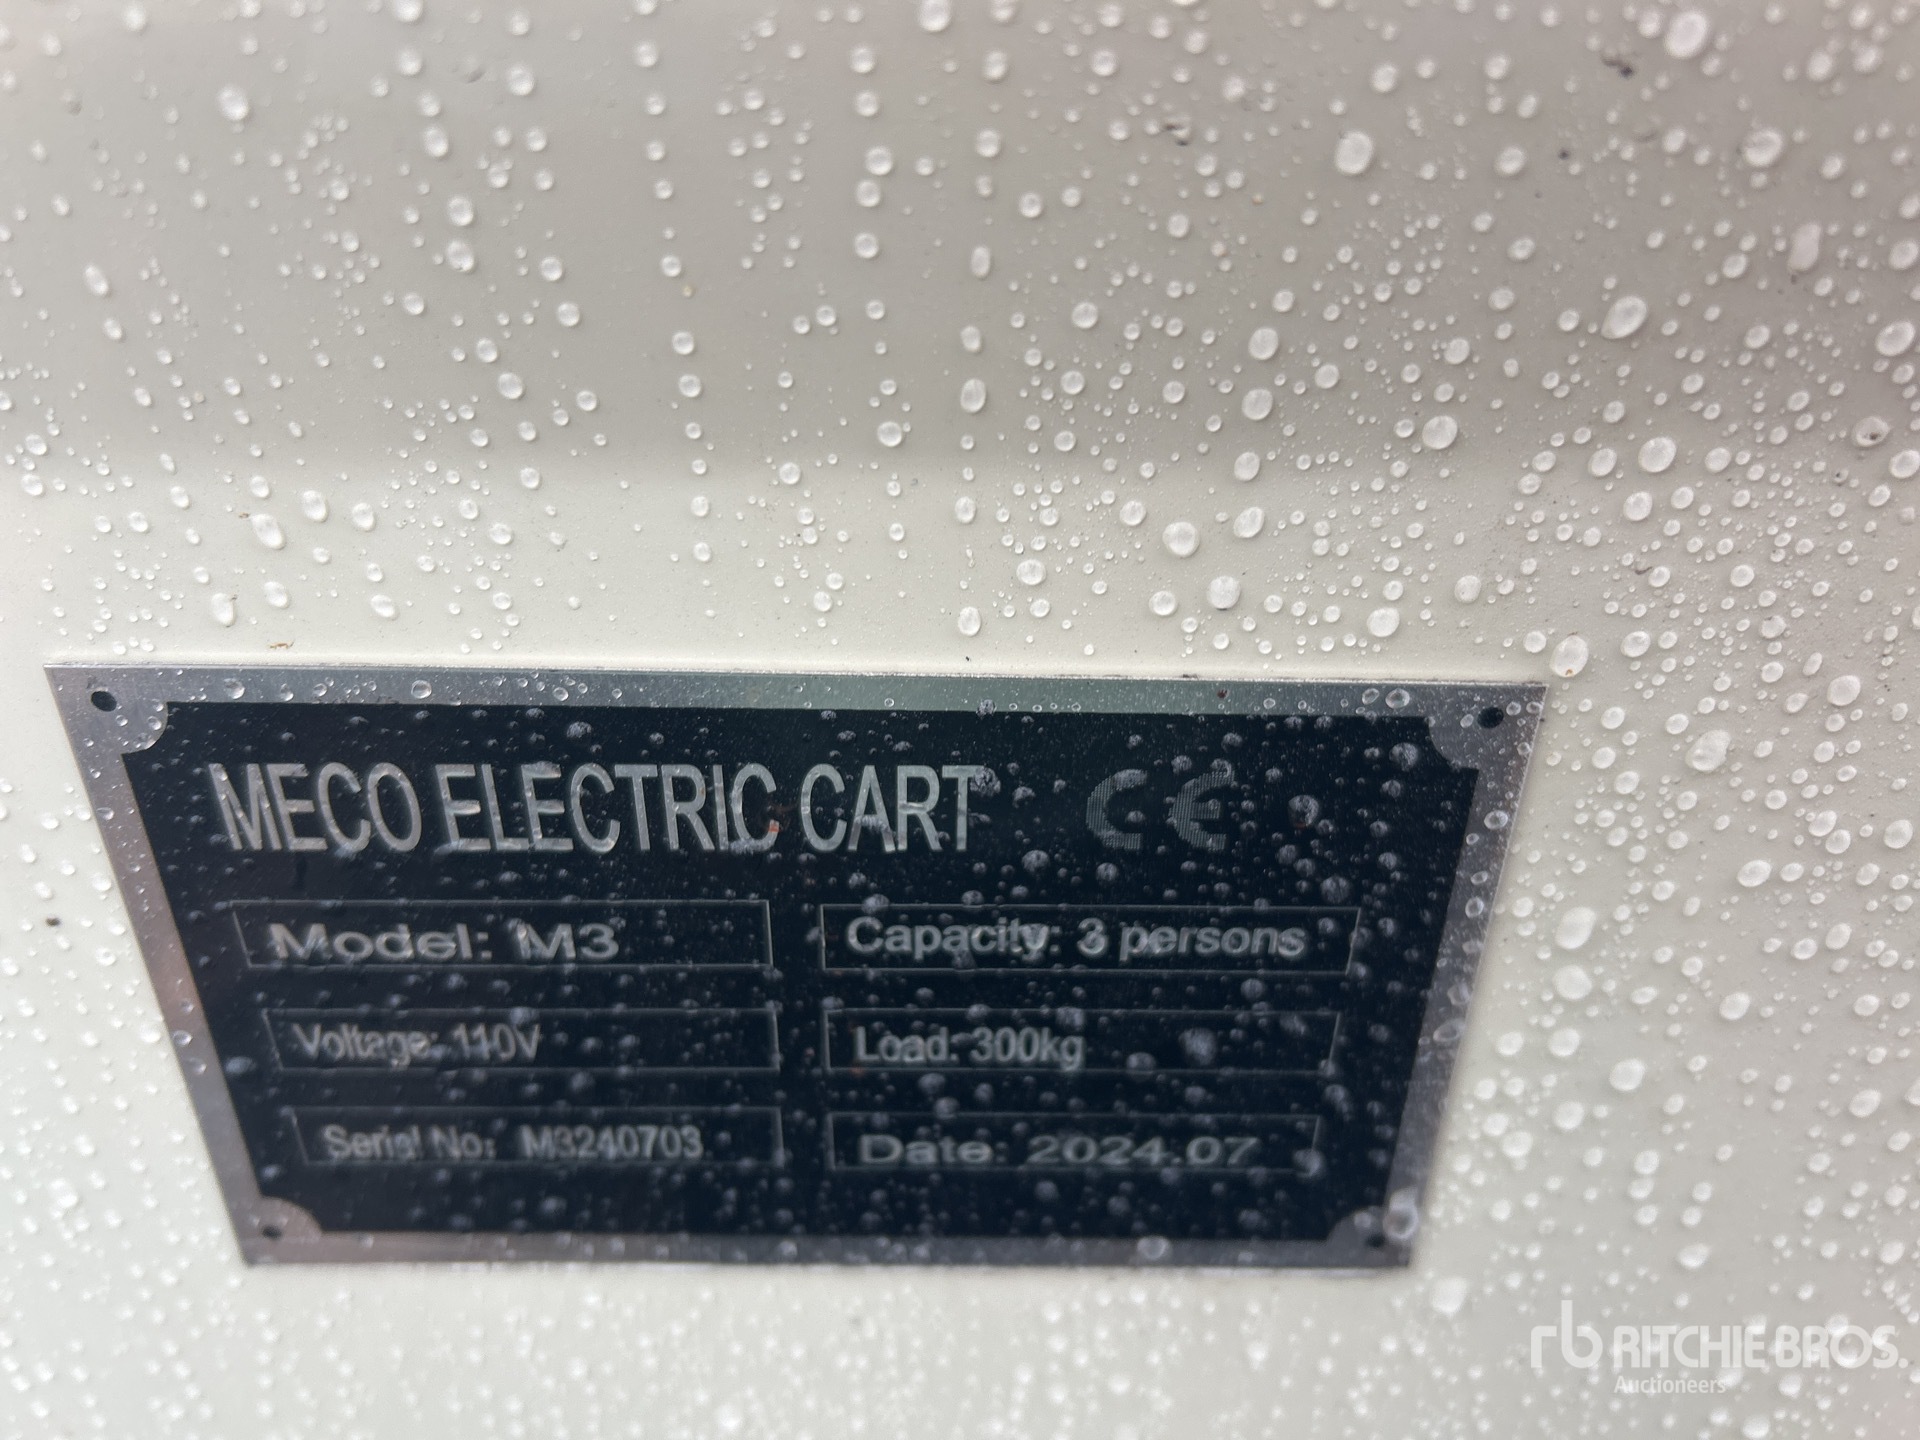 MECO ELECTRIC CART CE
Model: M3
Capacity: 3 persons
Voltage: 110V
Load: 300kg
Serial No: M3240703
Date: 2024.07
rb RITCHIE BROS.
Auctioneers